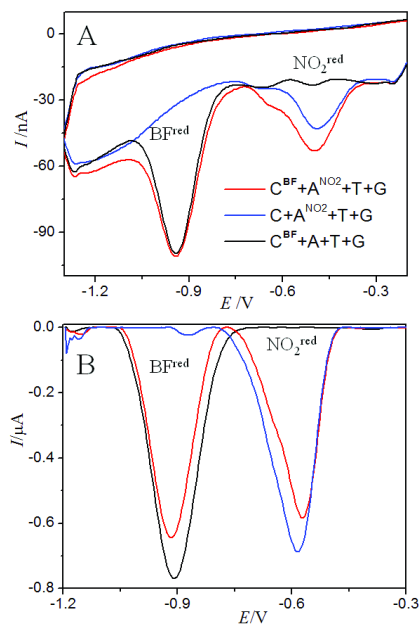 A
0
-30
-60
-90
I /nA
NO₂ʳᵉᵈ
BFʳᵉᵈ
Cᴮᶠ+Aᴺᴼ²+T+G
C+Aᴺᴼ²+T+G
Cᴮᶠ+A+T+G
-1.2 -0.9 -0.6 -0.3
E /V
B
0.0
-0.2
-0.4
-0.6
-0.8
I/µA
BFʳᵉᵈ
NO₂ʳᵉᵈ
-1.2 -0.9 -0.6 -0.3
E/V